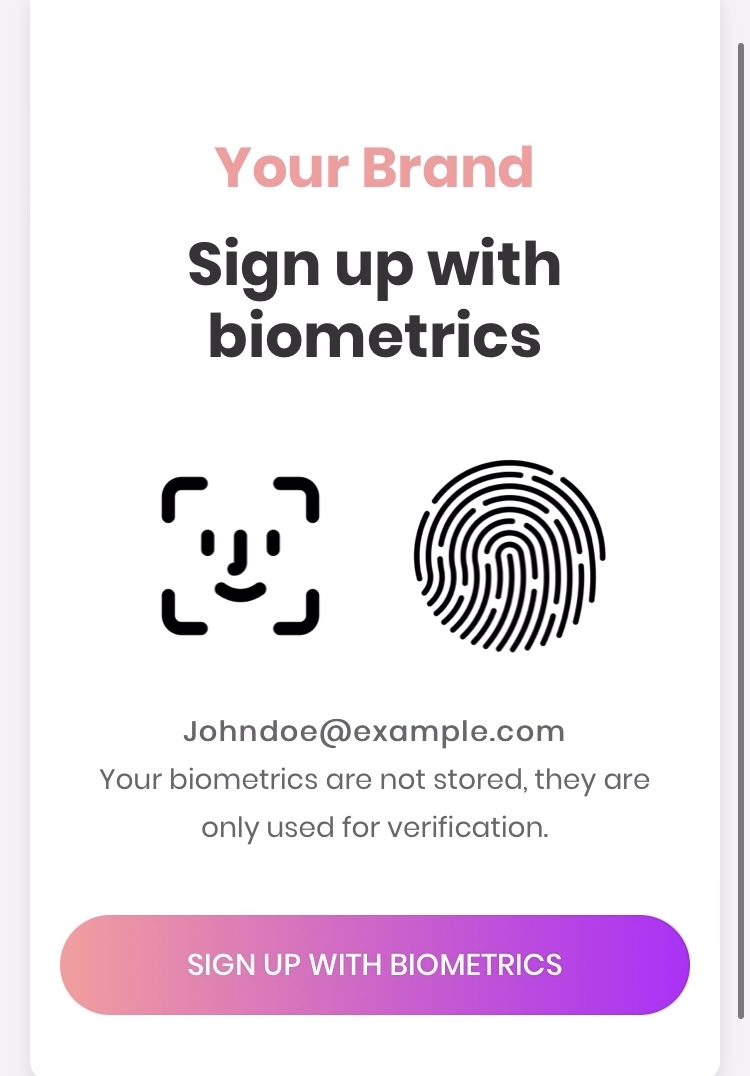 Your Brand
Sign up with
biometrics
Johndoe@example.com
Your biometrics are not stored, they are
only used for verification.
SIGN UP WITH BIOMETRICS